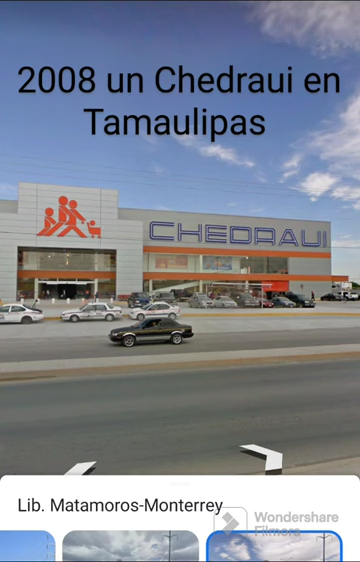 2008 un Chedraui en
Tamaulipas
CHEDRAUI
Lib. Matamoros-Monterrey
Wondershare
Filmora